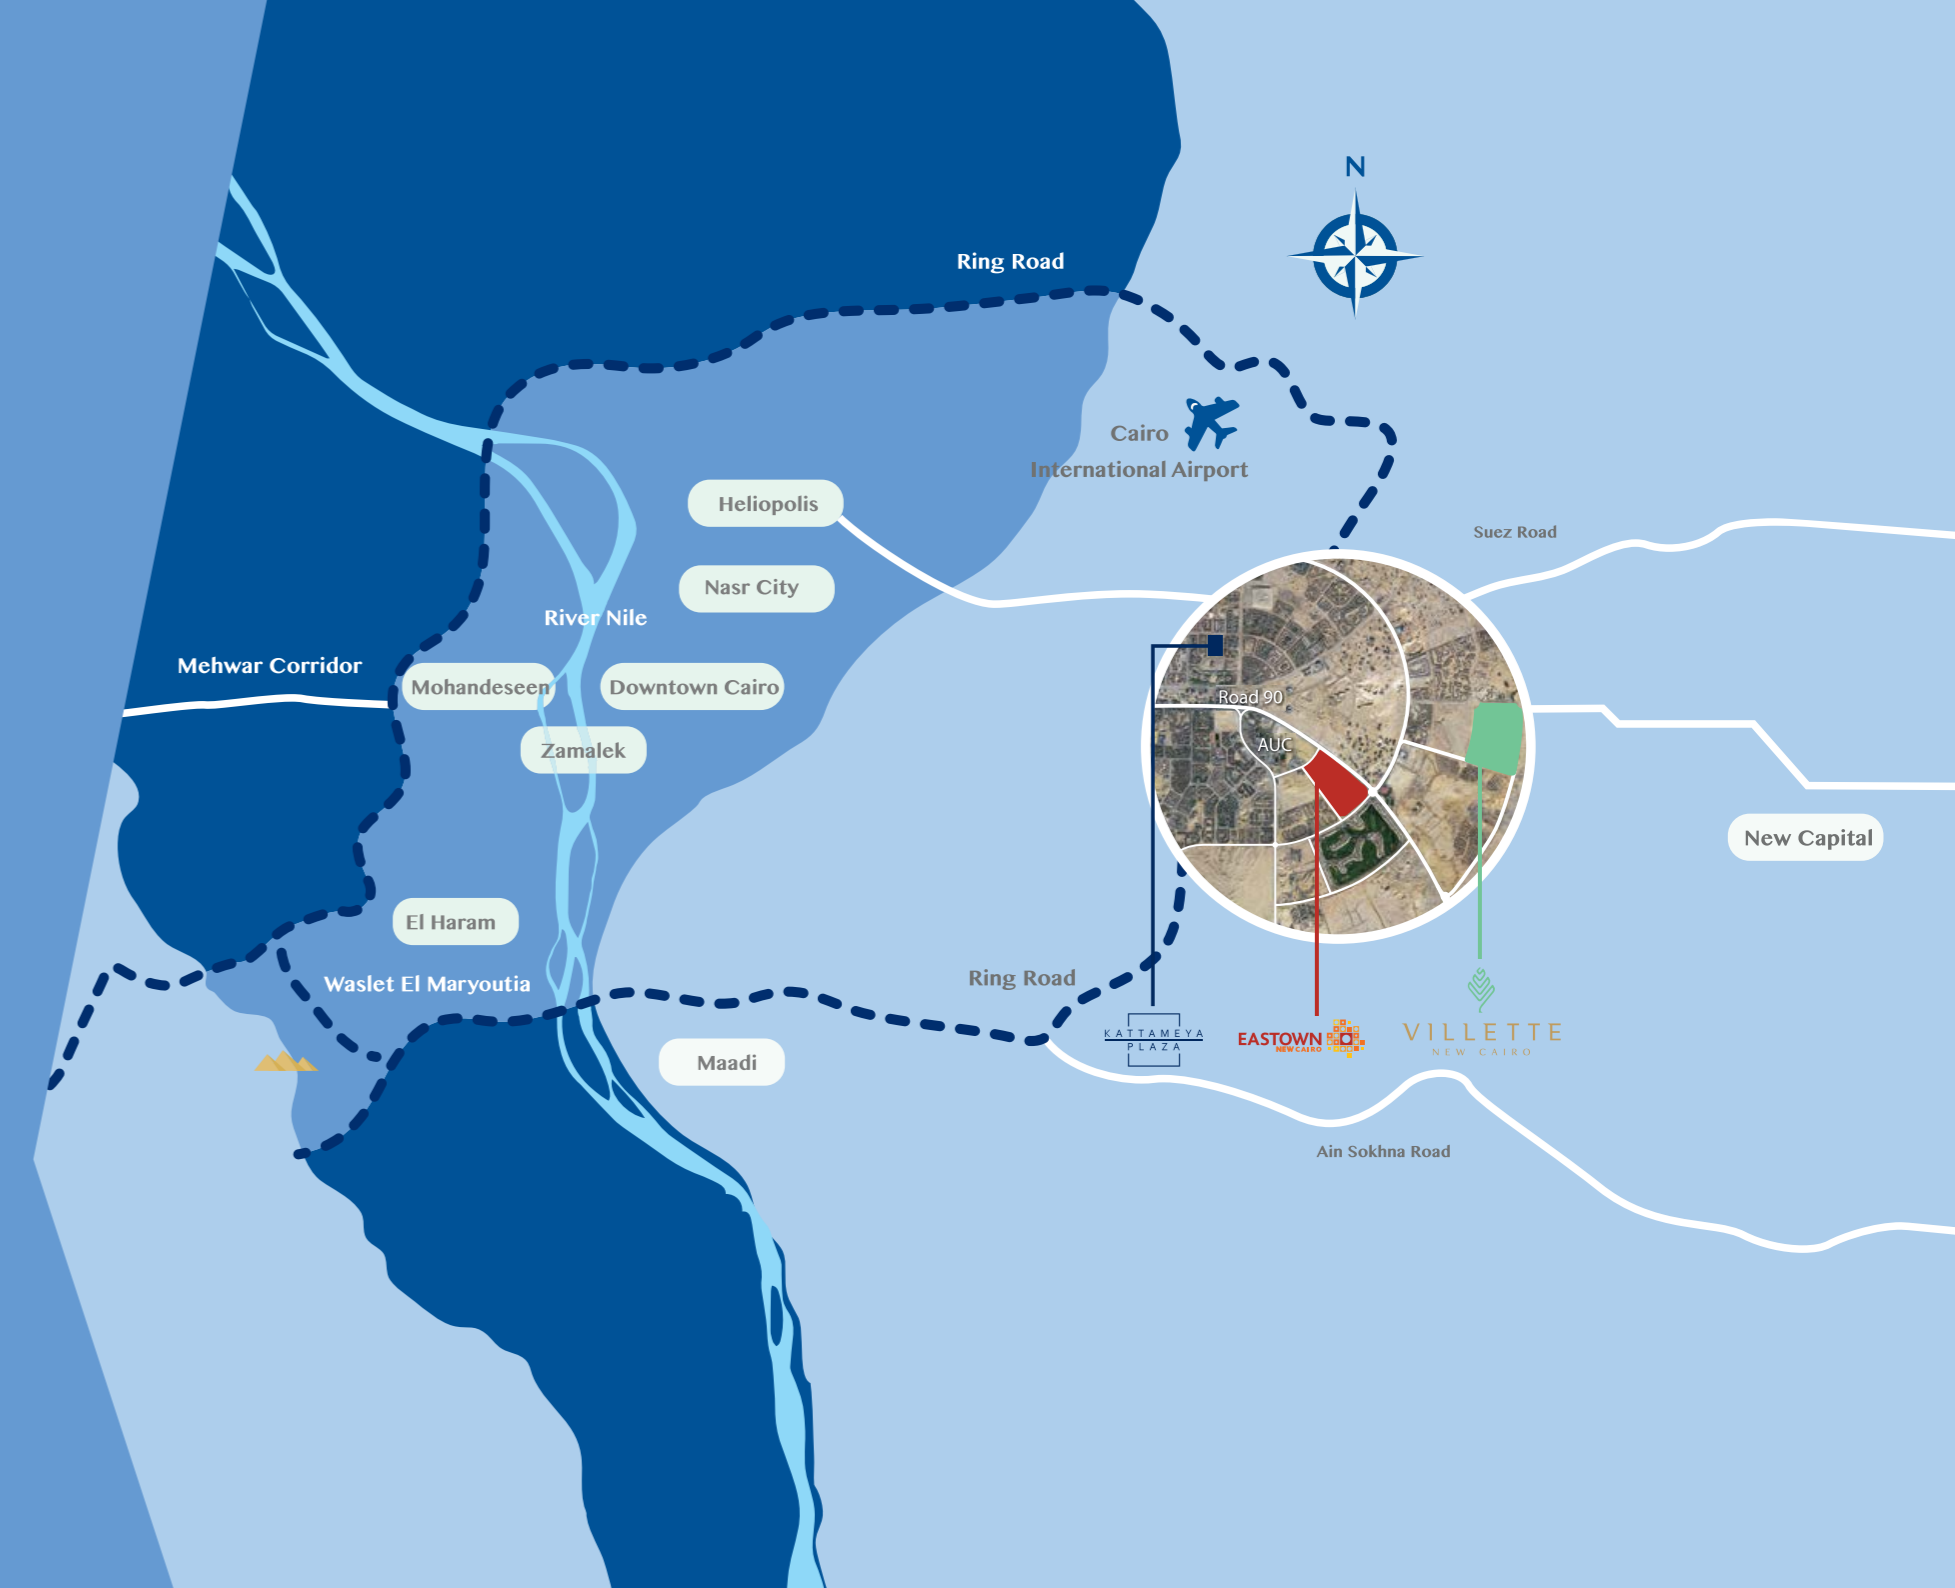 N
Ring Road
Cairo
International Airport
Heliopolis
Suez Road
Nasr City
River Nile
Mehwar Corridor
Mohandeseen
Downtown Cairo
Road 90
AUC
Zamalek
New Capital
El Haram
Waslet El Maryoutia
Ring Road
KATTAMEYA
PLAZA
EASTOWN
NEW CAIRO
VILLETTE
NEW CAIRO
Maadi
Ain Sokhna Road